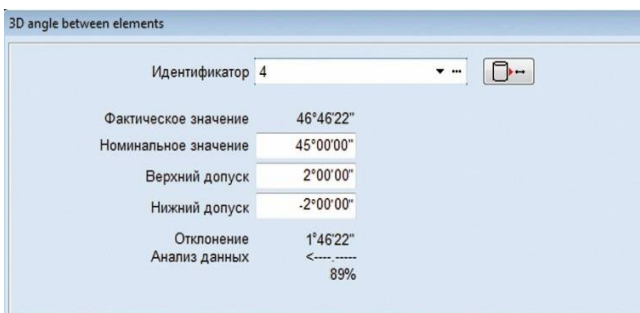 3D angle between elements
Идентификатор 4
Фактическое значение 46°46'22"
Номинальное значение 45°00'00"
Верхний допуск 2°00'00"
Нижний допуск -2°00'00"
Отклонение 1°46'22"
Анализ данных <----.-----
89%